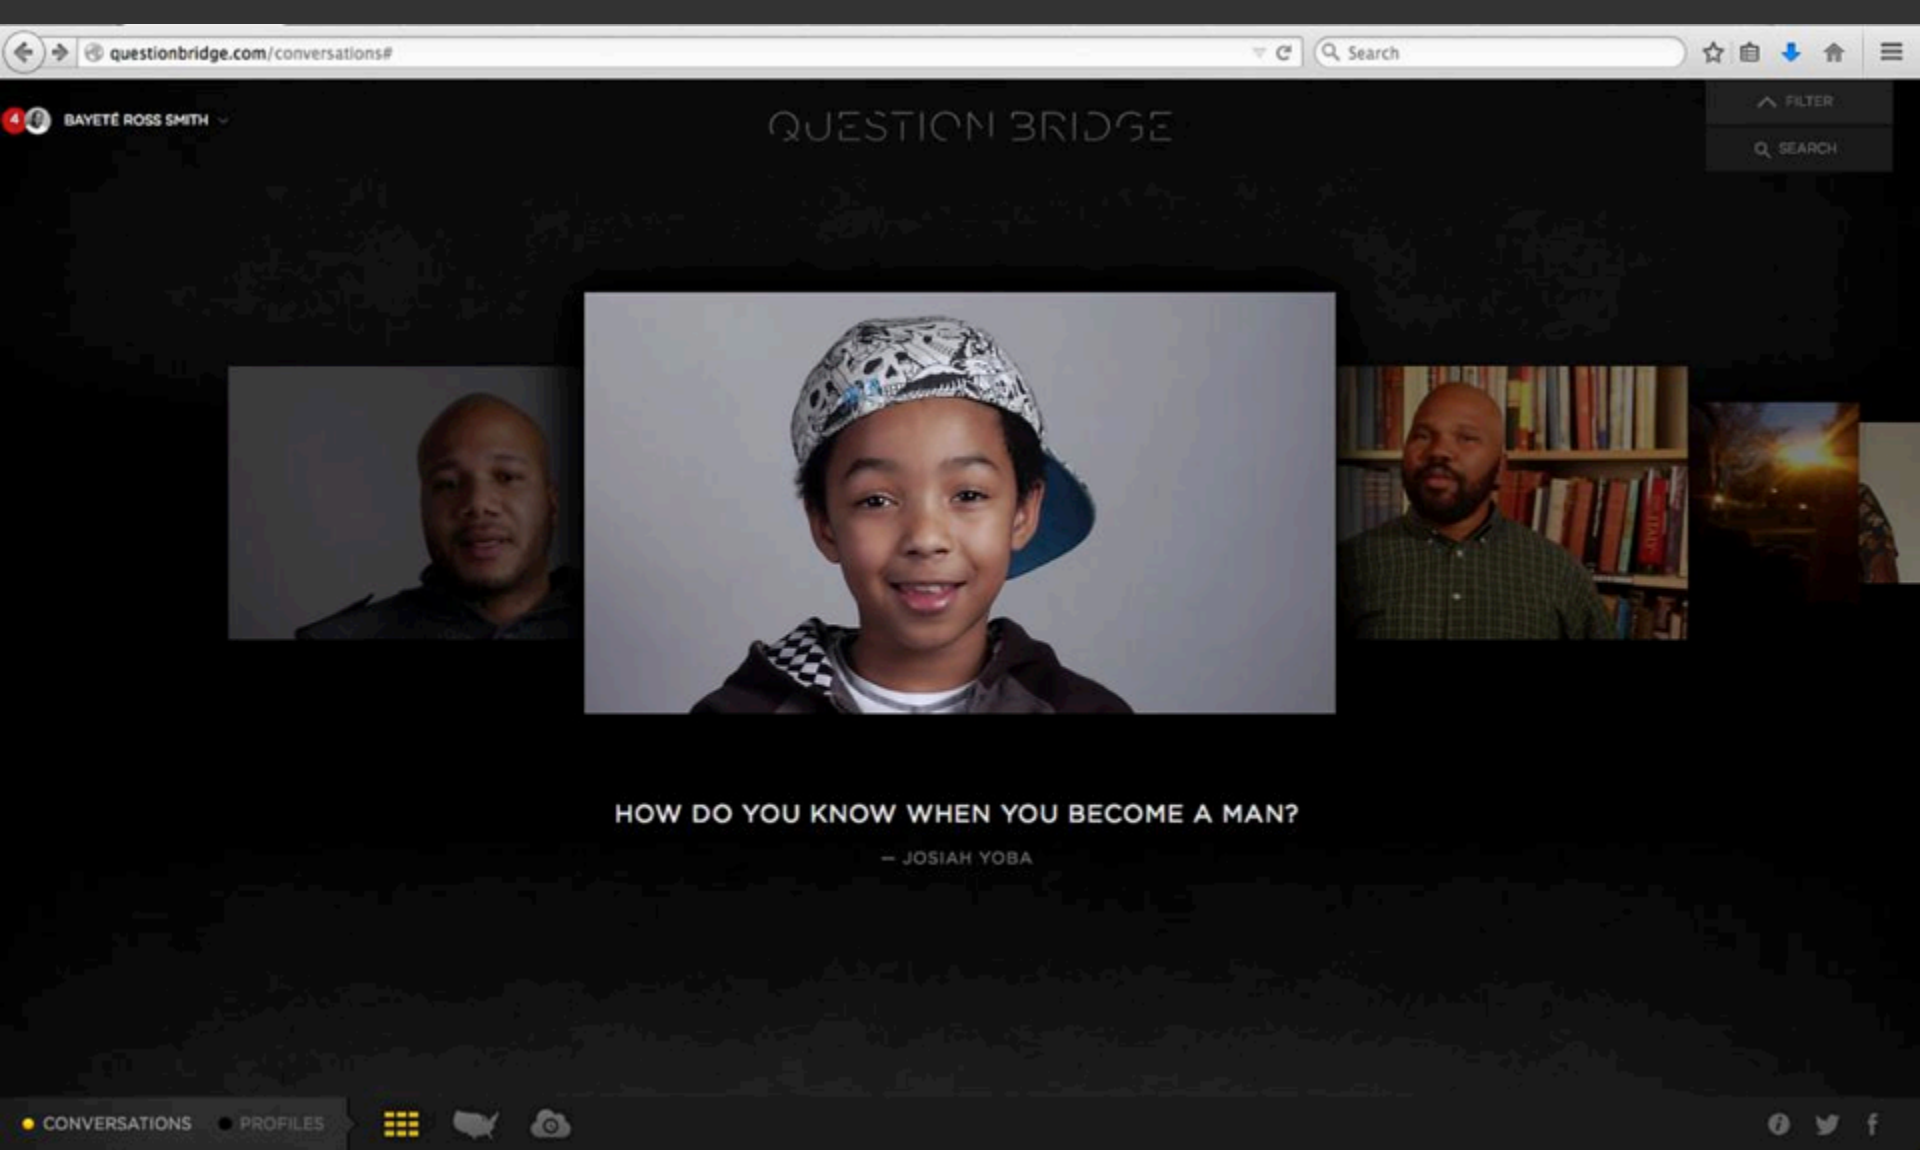 questionbridge.com/conversations#
Search
4
BAYETÉ ROSS SMITH
QUESTION BRIDGE
FILTER
SEARCH
HOW DO YOU KNOW WHEN YOU BECOME A MAN?
— JOSIAH YOBA
CONVERSATIONS
PROFILES